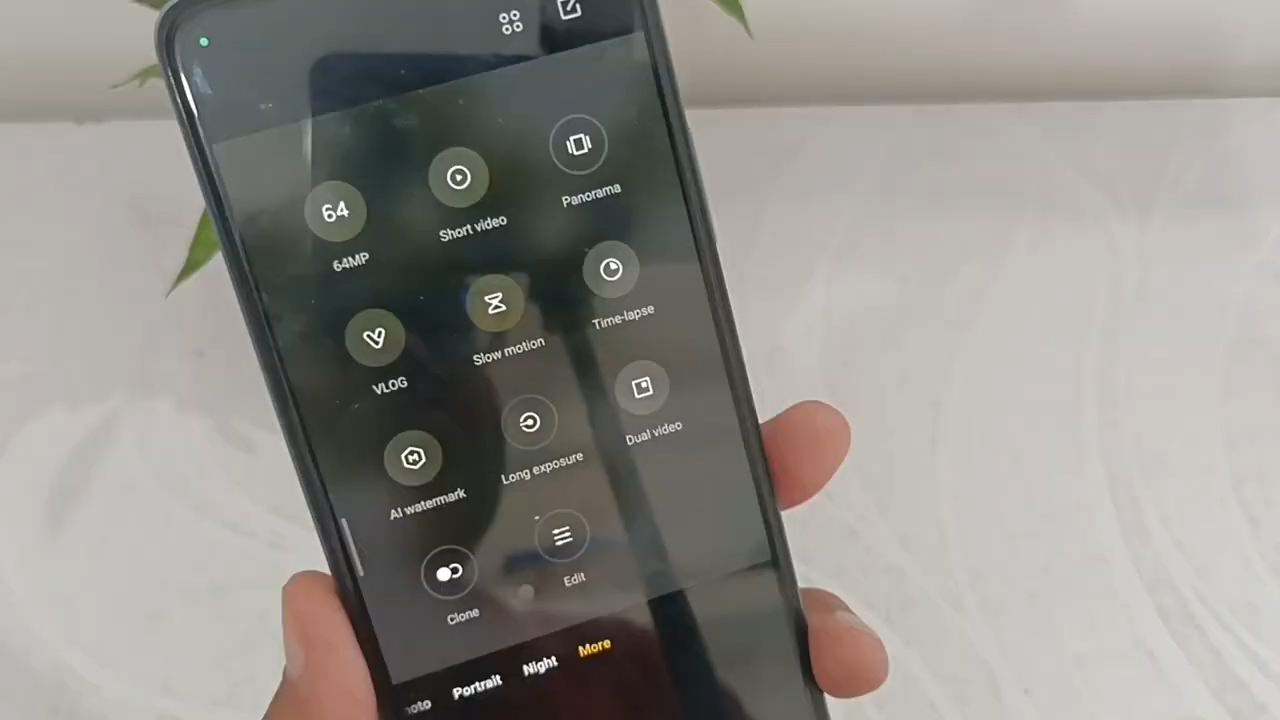 64
64MP
Short video
Panorama
VLOG
Slow motion
Time-lapse
AI watermark
Long exposure
Dual video
Clone
Edit
oto
Portrait
Night
More